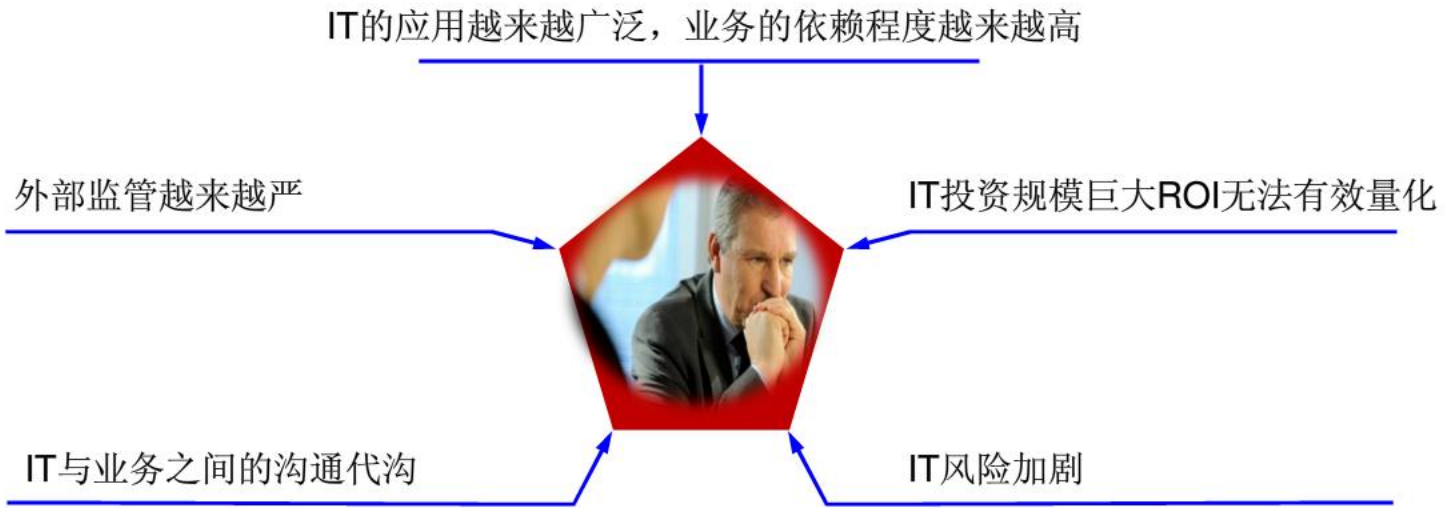 IT的应用越来越广泛，业务的依赖程度越来越高
外部监管越来越严
IT投资规模巨大ROI无法有效量化
IT与业务之间的沟通代沟
IT风险加剧